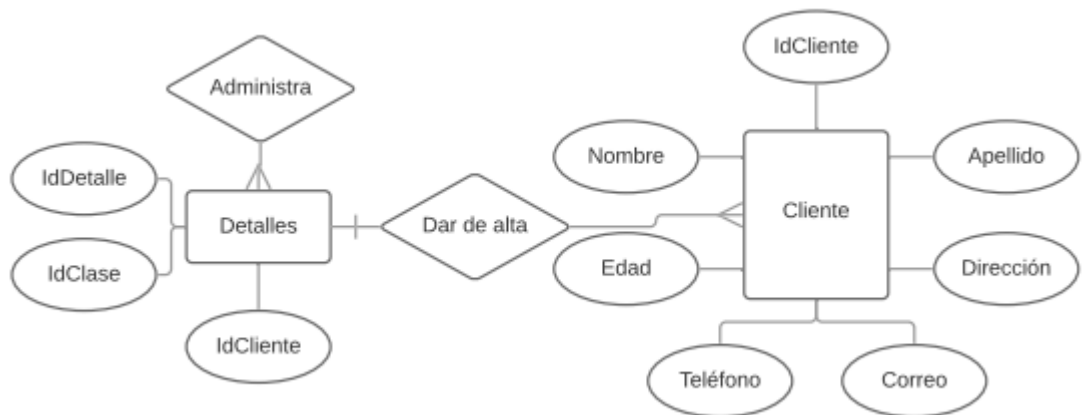 IdCliente
Administra
Nombre
Apellido
IdDetalle
Cliente
Detalles
Dar de alta
IdClase
Edad
Dirección
IdCliente
Teléfono
Correo